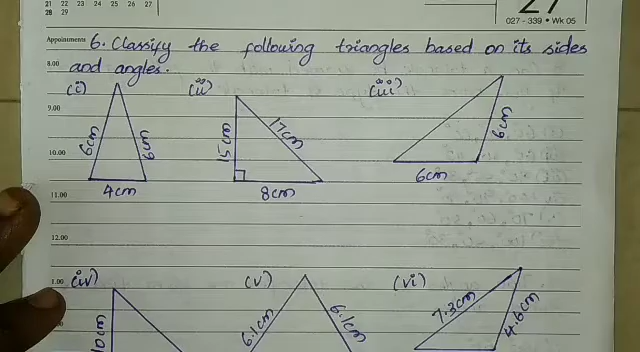 21 22 23 24 25 26 27
28 29
27
027 - 339 • Wk 05
Appointments
6. Classify the following triangles based on its sides
8.00
and angles.
(i) (ii) (iii)
9.00
6cm 6cm 15cm 17cm 6cm
10.00
4cm 8cm 6cm
11.00
12.00
1.00
(iv) (v) (vi)
10cm 6.1cm 6.1cm 7.3cm 4.6cm